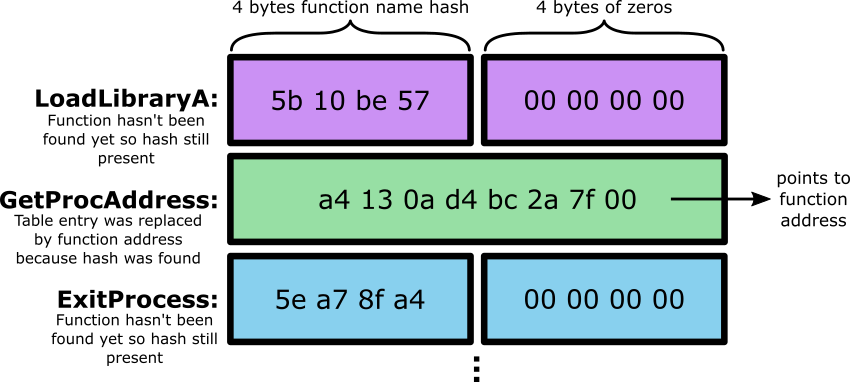 4 bytes function name hash
4 bytes of zeros
LoadLibraryA:
Function hasn't been
found yet so hash still
present
5b 10 be 57
00 00 00 00
GetProcAddress:
Table entry was replaced
by function address
because hash was found
a4 13 0a d4 bc 2a 7f 00
points to
function
address
ExitProcess:
Function hasn't been
found yet so hash still
present
5e a7 8f a4
00 00 00 00